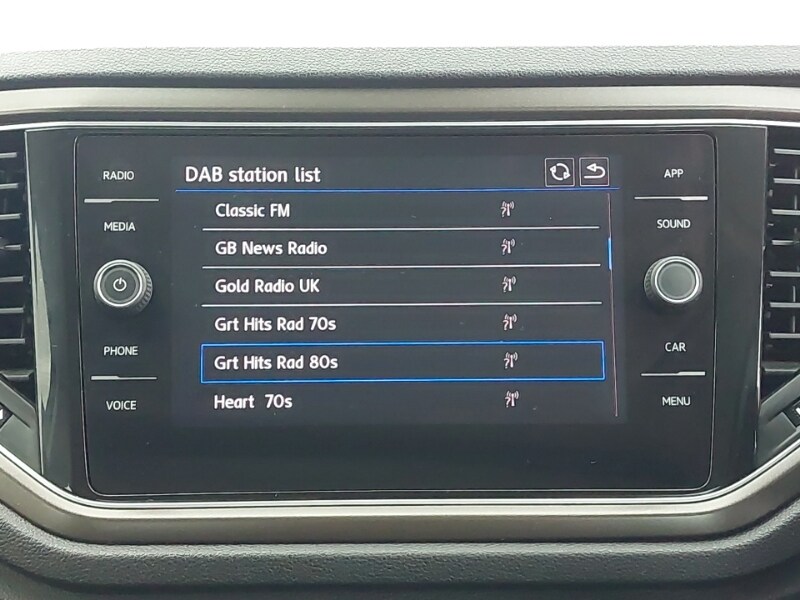 RADIO
DAB station list
APP
Classic FM
MEDIA
SOUND
GB News Radio
Gold Radio UK
Grt Hits Rad 70s
PHONE
CAR
Grt Hits Rad 80s
VOICE
Heart 70s
MENU